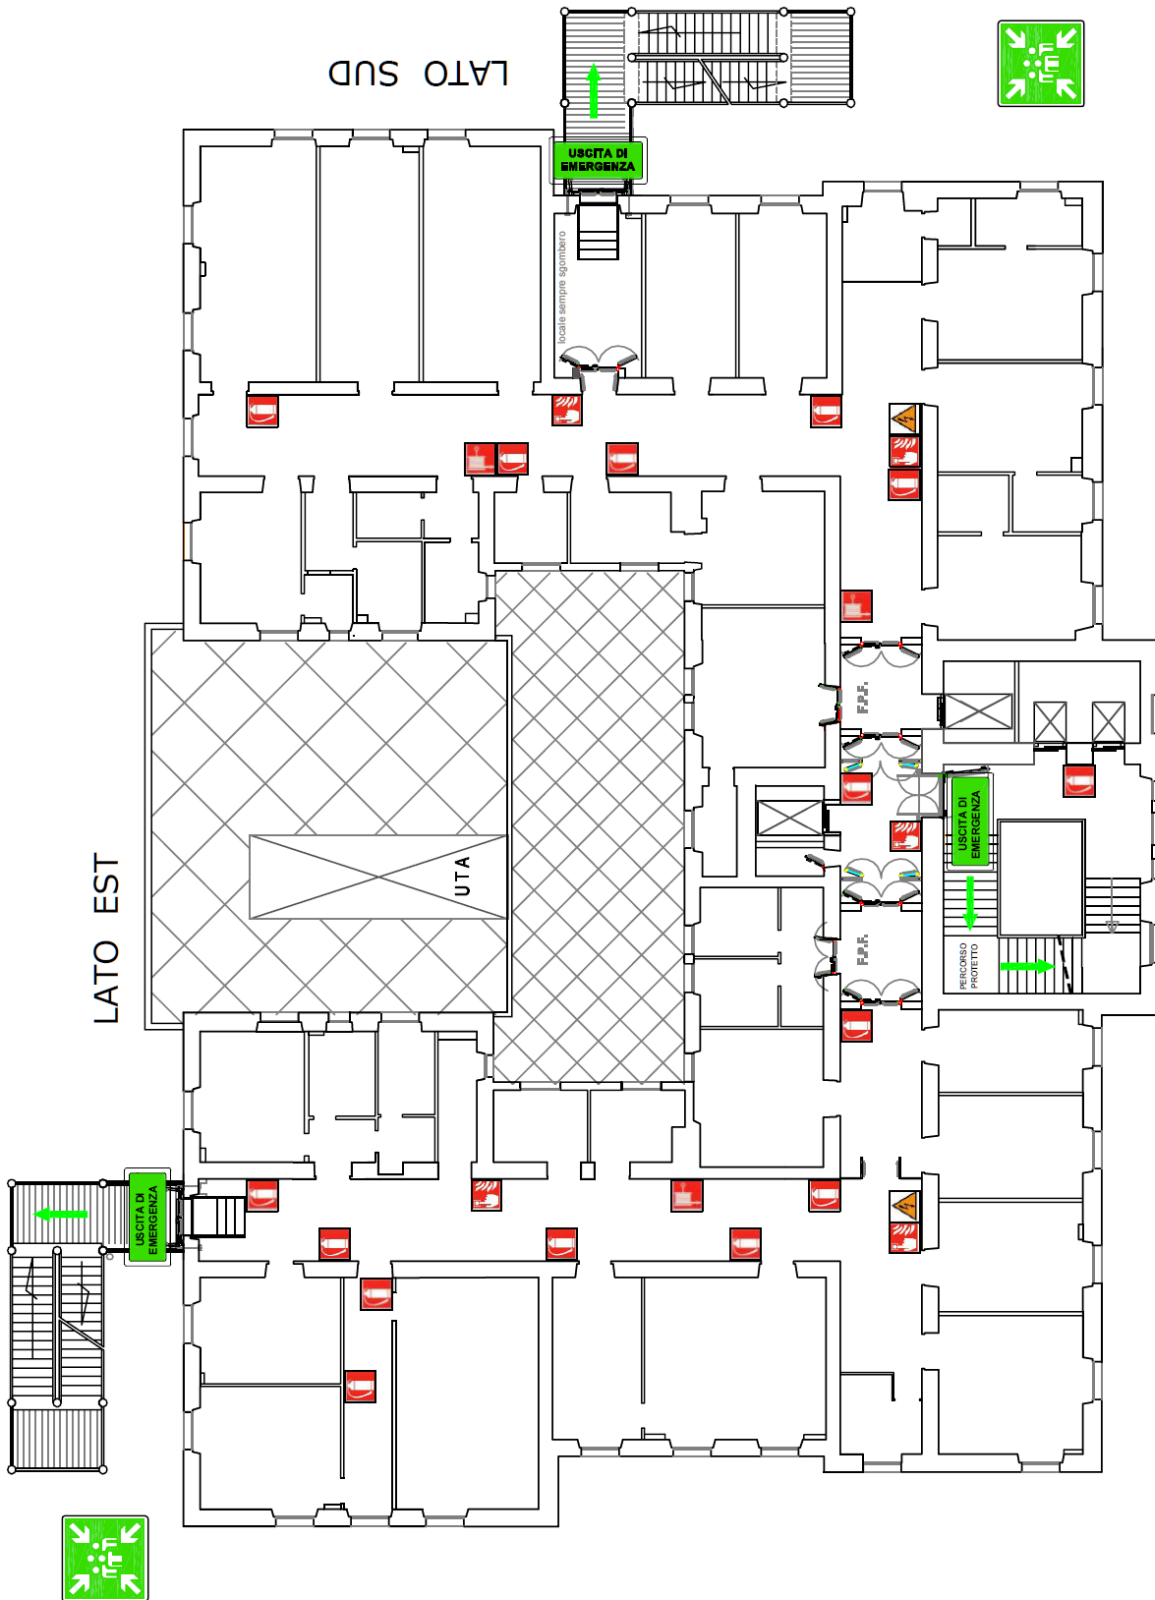 LATO SUD
USCITA DI
EMERGENZA
locale sempre sgombero
F.P.F.
USCITA DI
EMERGENZA
UTA
LATO EST
F.P.F.
PERCORSO
PROTETTO
USCITA DI
EMERGENZA